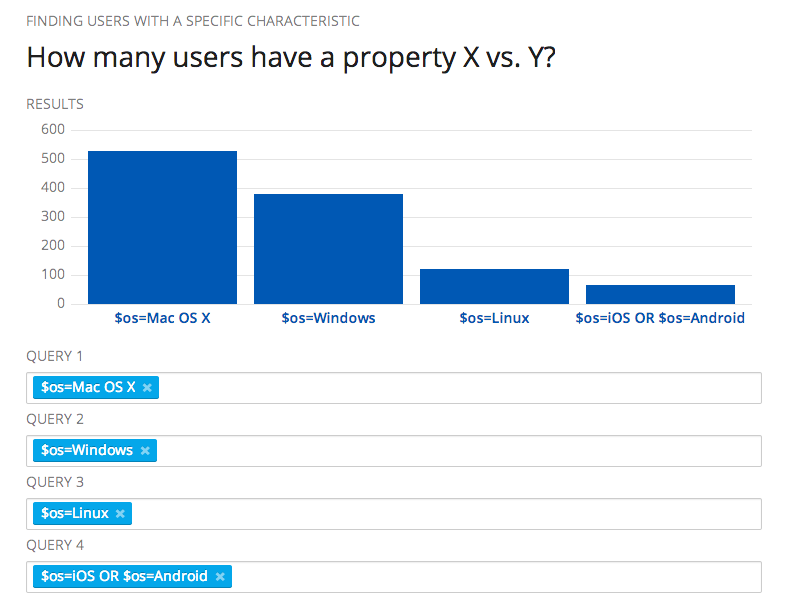 FINDING USERS WITH A SPECIFIC CHARACTERISTIC
How many users have a property X vs. Y?
RESULTS
600
500
400
300
200
100
0
$os=Mac OS X $os=Windows $os=Linux $os=iOS OR $os=Android
QUERY 1
$os=Mac OS X ×
QUERY 2
$os=Windows ×
QUERY 3
$os=Linux ×
QUERY 4
$os=iOS OR $os=Android ×